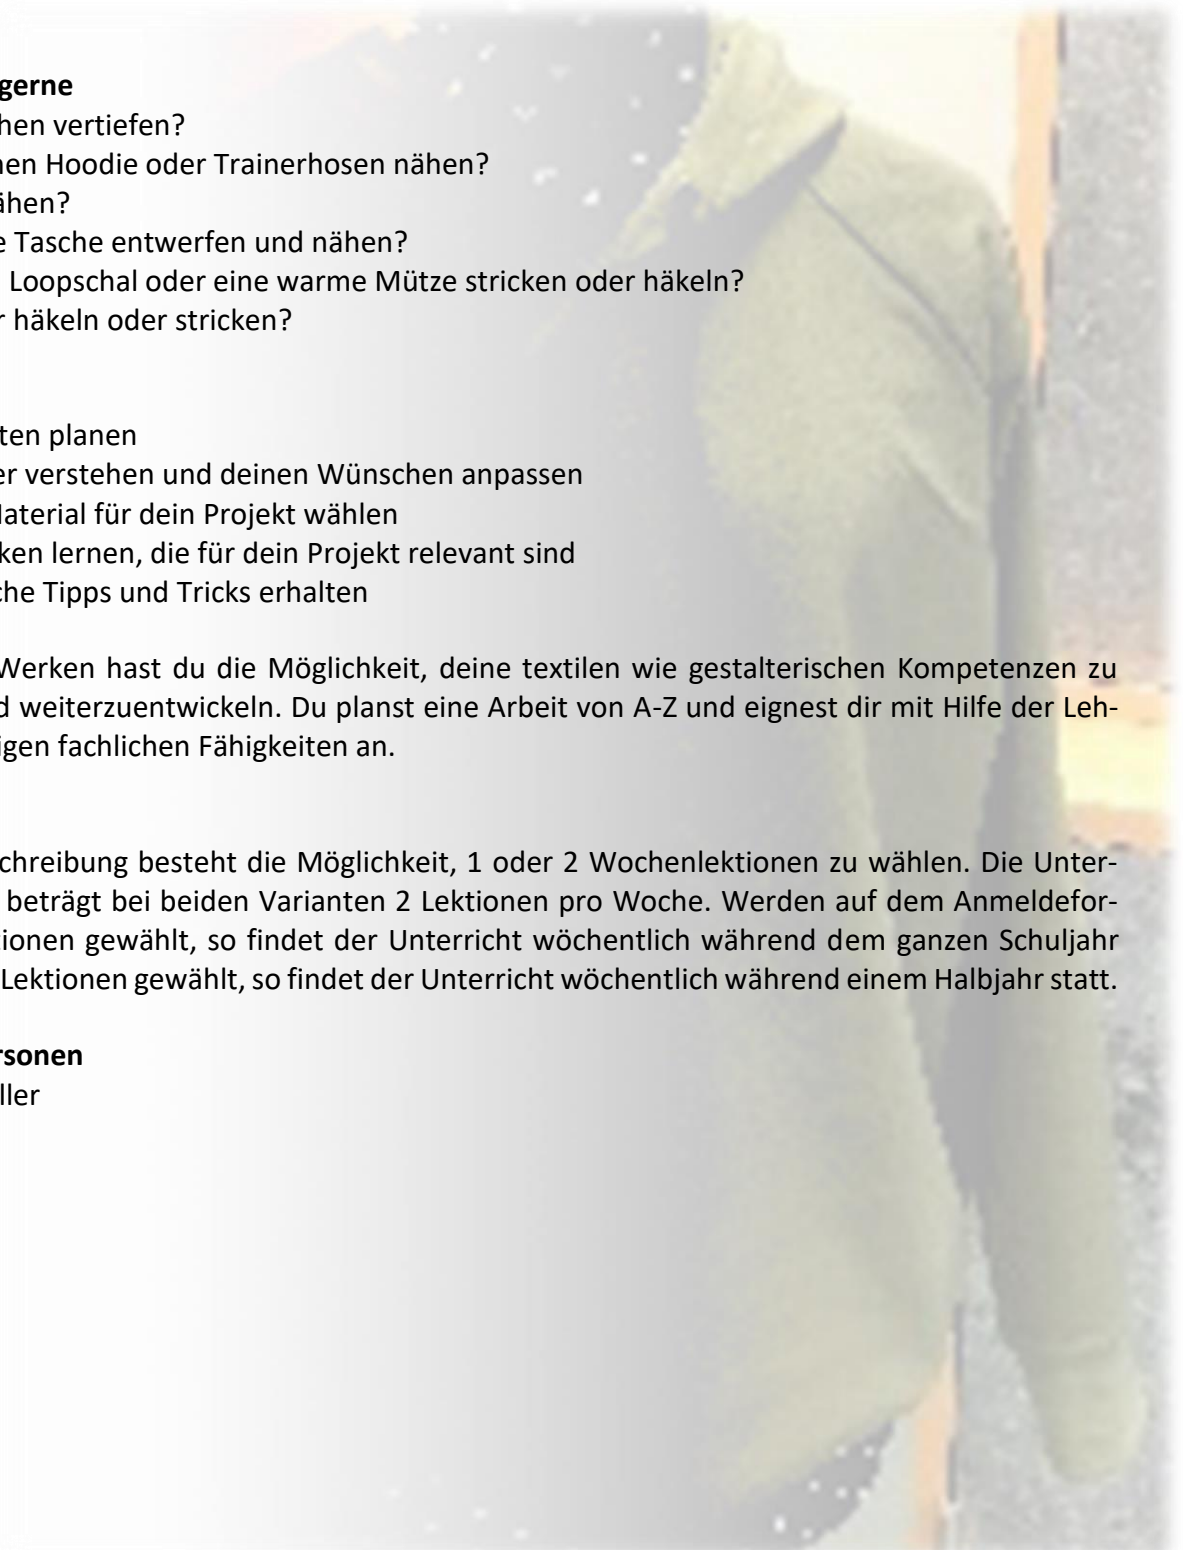 gerne
hen vertiefen?
nen Hoodie oder Trainerhosen nähen?
ähen?
e Tasche entwerfen und nähen?
Loopschal oder eine warme Mütze stricken oder häkeln?
r häkeln oder stricken?
ten planen
er verstehen und deinen Wünschen anpassen
Material für dein Projekt wählen
ken lernen, die für dein Projekt relevant sind
che Tipps und Tricks erhalten
Werken hast du die Möglichkeit, deine textilen wie gestalterischen Kompetenzen zu
d weiterzuentwickeln. Du planst eine Arbeit von A-Z und eignest dir mit Hilfe der Leh-
igen fachlichen Fähigkeiten an.
schreibung besteht die Möglichkeit, 1 oder 2 Wochenlektionen zu wählen. Die Unter-
beträgt bei beiden Varianten 2 Lektionen pro Woche. Werden auf dem Anmeldefor-
tionen gewählt, so findet der Unterricht wöchentlich während dem ganzen Schuljahr
Lektionen gewählt, so findet der Unterricht wöchentlich während einem Halbjahr statt.
rsonen
ller